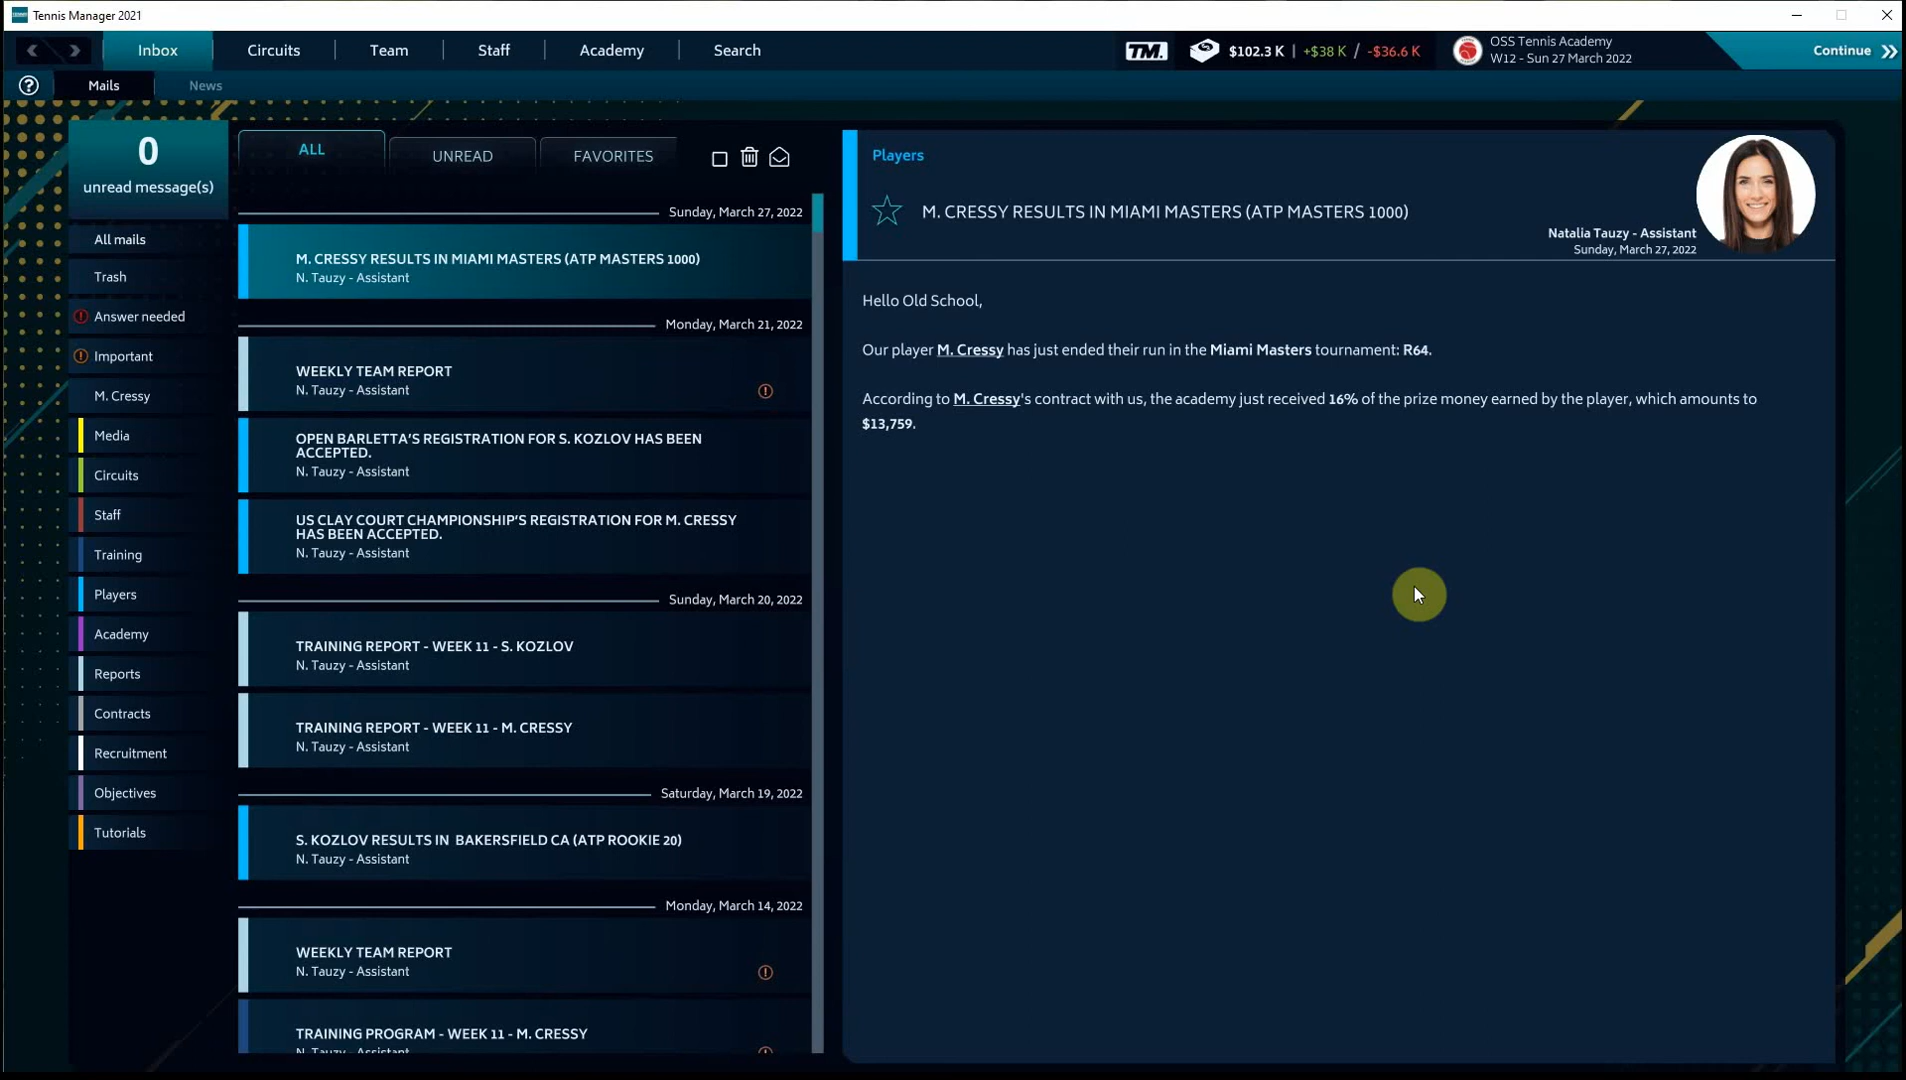 Tennis Manager 2021
Inbox
Circuits
Team
Staff
Academy
Search
TM.
$102.3 K | +$38 K / -$36.6 K
OSS Tennis Academy
W12 - Sun 27 March 2022
Continue
?
Mails
News
0
unread message(s)
All mails
Trash
Answer needed
Important
M. Cressy
Media
Circuits
Staff
Training
Players
Academy
Reports
Contracts
Recruitment
Objectives
Tutorials
ALL
UNREAD
FAVORITES
Sunday, March 27, 2022
M. CRESSY RESULTS IN MIAMI MASTERS (ATP MASTERS 1000)
N. Tauzy - Assistant
Monday, March 21, 2022
WEEKLY TEAM REPORT
N. Tauzy - Assistant
OPEN BARLETTA'S REGISTRATION FOR S. KOZLOV HAS BEEN
ACCEPTED.
N. Tauzy - Assistant
US CLAY COURT CHAMPIONSHIP'S REGISTRATION FOR M. CRESSY
HAS BEEN ACCEPTED.
N. Tauzy - Assistant
Sunday, March 20, 2022
TRAINING REPORT - WEEK 11 - S. KOZLOV
N. Tauzy - Assistant
TRAINING REPORT - WEEK 11 - M. CRESSY
N. Tauzy - Assistant
Saturday, March 19, 2022
S. KOZLOV RESULTS IN BAKERSFIELD CA (ATP ROOKIE 20)
N. Tauzy - Assistant
Monday, March 14, 2022
WEEKLY TEAM REPORT
N. Tauzy - Assistant
TRAINING PROGRAM - WEEK 11 - M. CRESSY
N. Tauzy - Assistant
Players
M. CRESSY RESULTS IN MIAMI MASTERS (ATP MASTERS 1000)
Natalia Tauzy - Assistant
Sunday, March 27, 2022
Hello Old School,
Our player M. Cressy has just ended their run in the Miami Masters tournament: R64.
According to M. Cressy's contract with us, the academy just received 16% of the prize money earned by the player, which amounts to
$13,759.